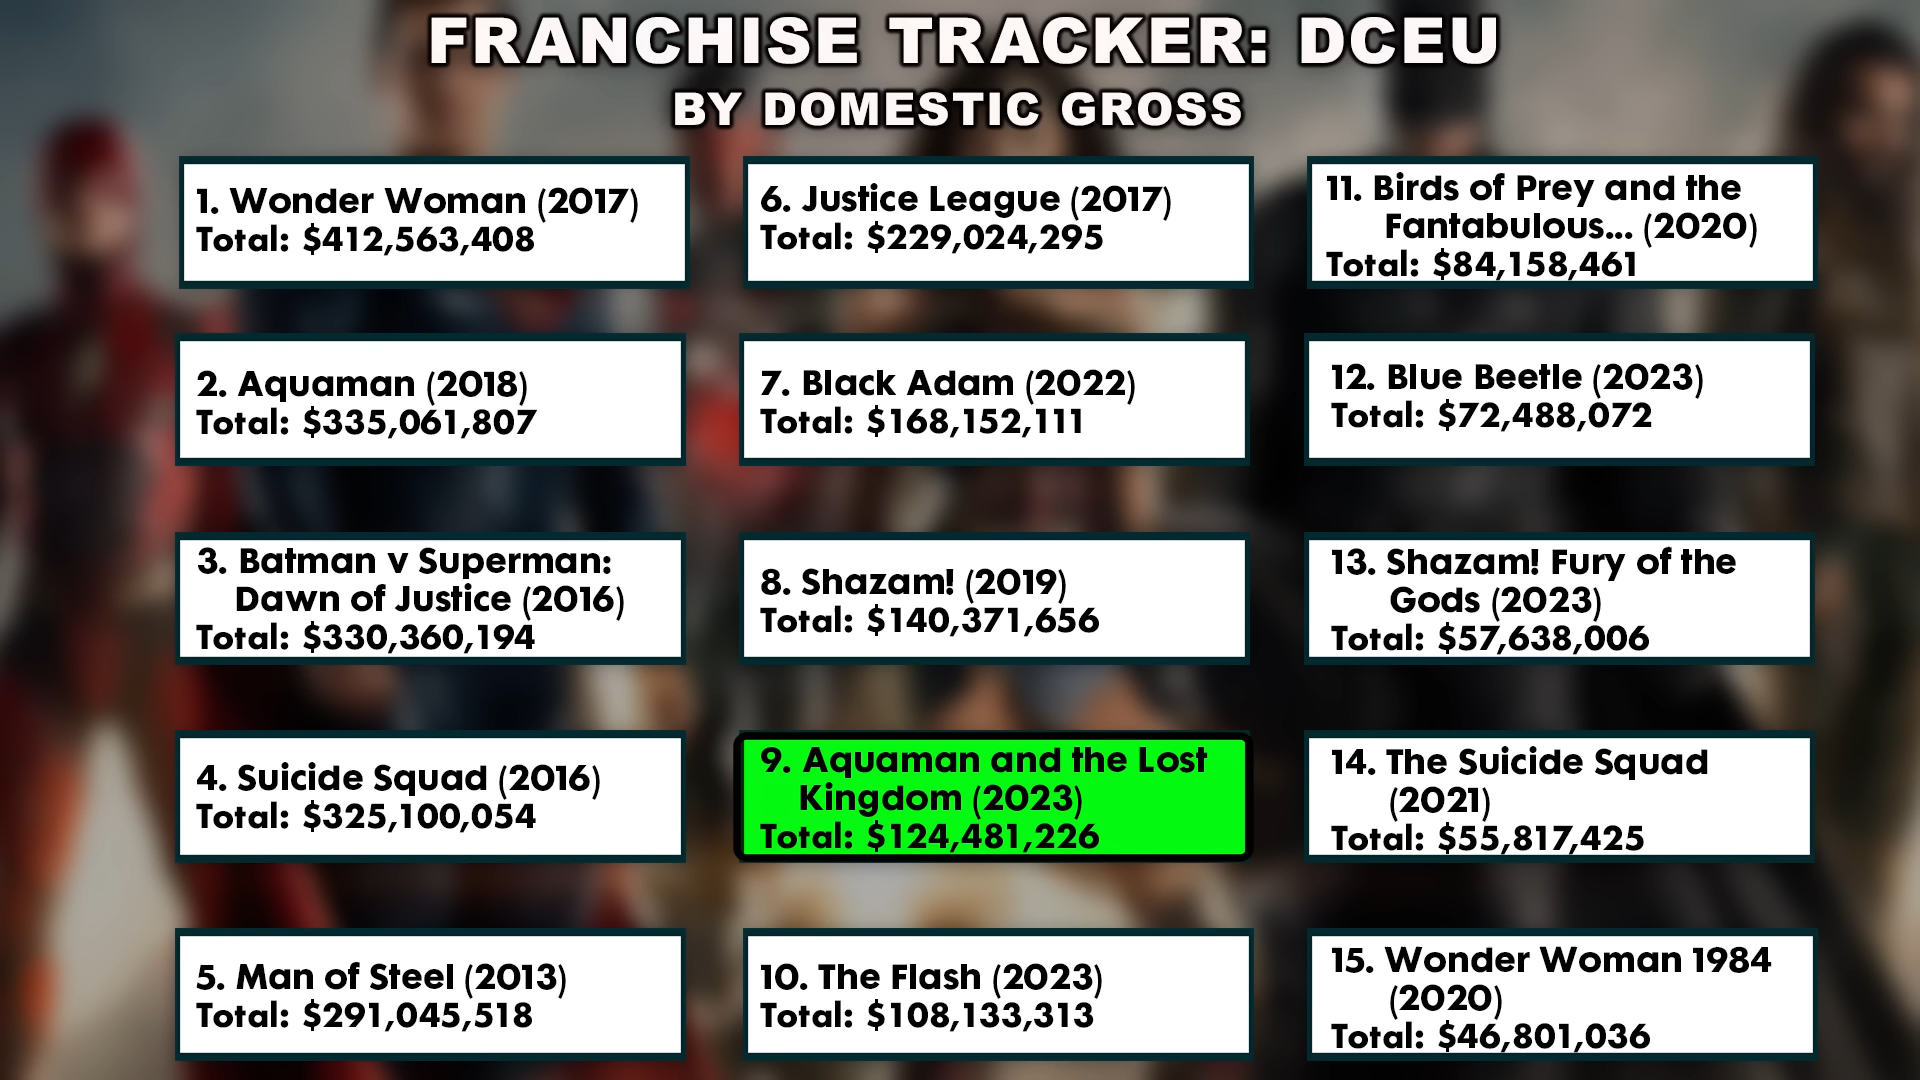 FRANCHISE TRACKER: DCEU
BY DOMESTIC GROSS
1. Wonder Woman (2017)
Total: $412,563,408
2. Aquaman (2018)
Total: $335,061,807
3. Batman v Superman:
Dawn of Justice (2016)
Total: $330,360,194
4. Suicide Squad (2016)
Total: $325,100,054
5. Man of Steel (2013)
Total: $291,045,518
6. Justice League (2017)
Total: $229,024,295
7. Black Adam (2022)
Total: $168,152,111
8. Shazam! (2019)
Total: $140,371,656
9. Aquaman and the Lost
Kingdom (2023)
Total: $124,481,226
10. The Flash (2023)
Total: $108,133,313
11. Birds of Prey and the
Fantabulous... (2020)
Total: $84,158,461
12. Blue Beetle (2023)
Total: $72,488,072
13. Shazam! Fury of the
Gods (2023)
Total: $57,638,006
14. The Suicide Squad
(2021)
Total: $55,817,425
15. Wonder Woman 1984
(2020)
Total: $46,801,036